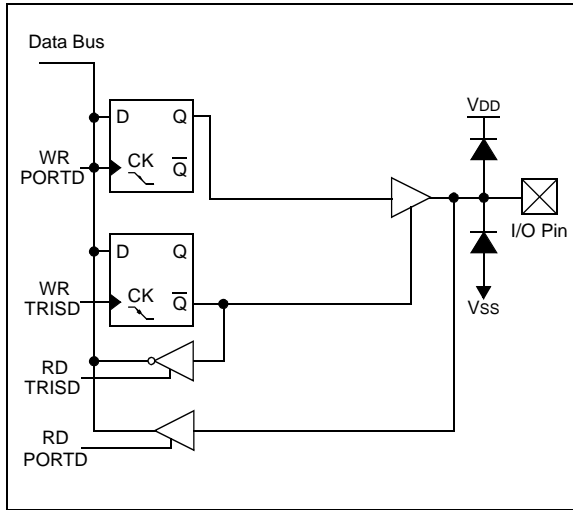 Data Bus
D Q
WR
PORTD
CK Q̅
VDD
I/O Pin
D Q
WR
TRISD
CK Q̅
VSS
RD
TRISD
RD
PORTD